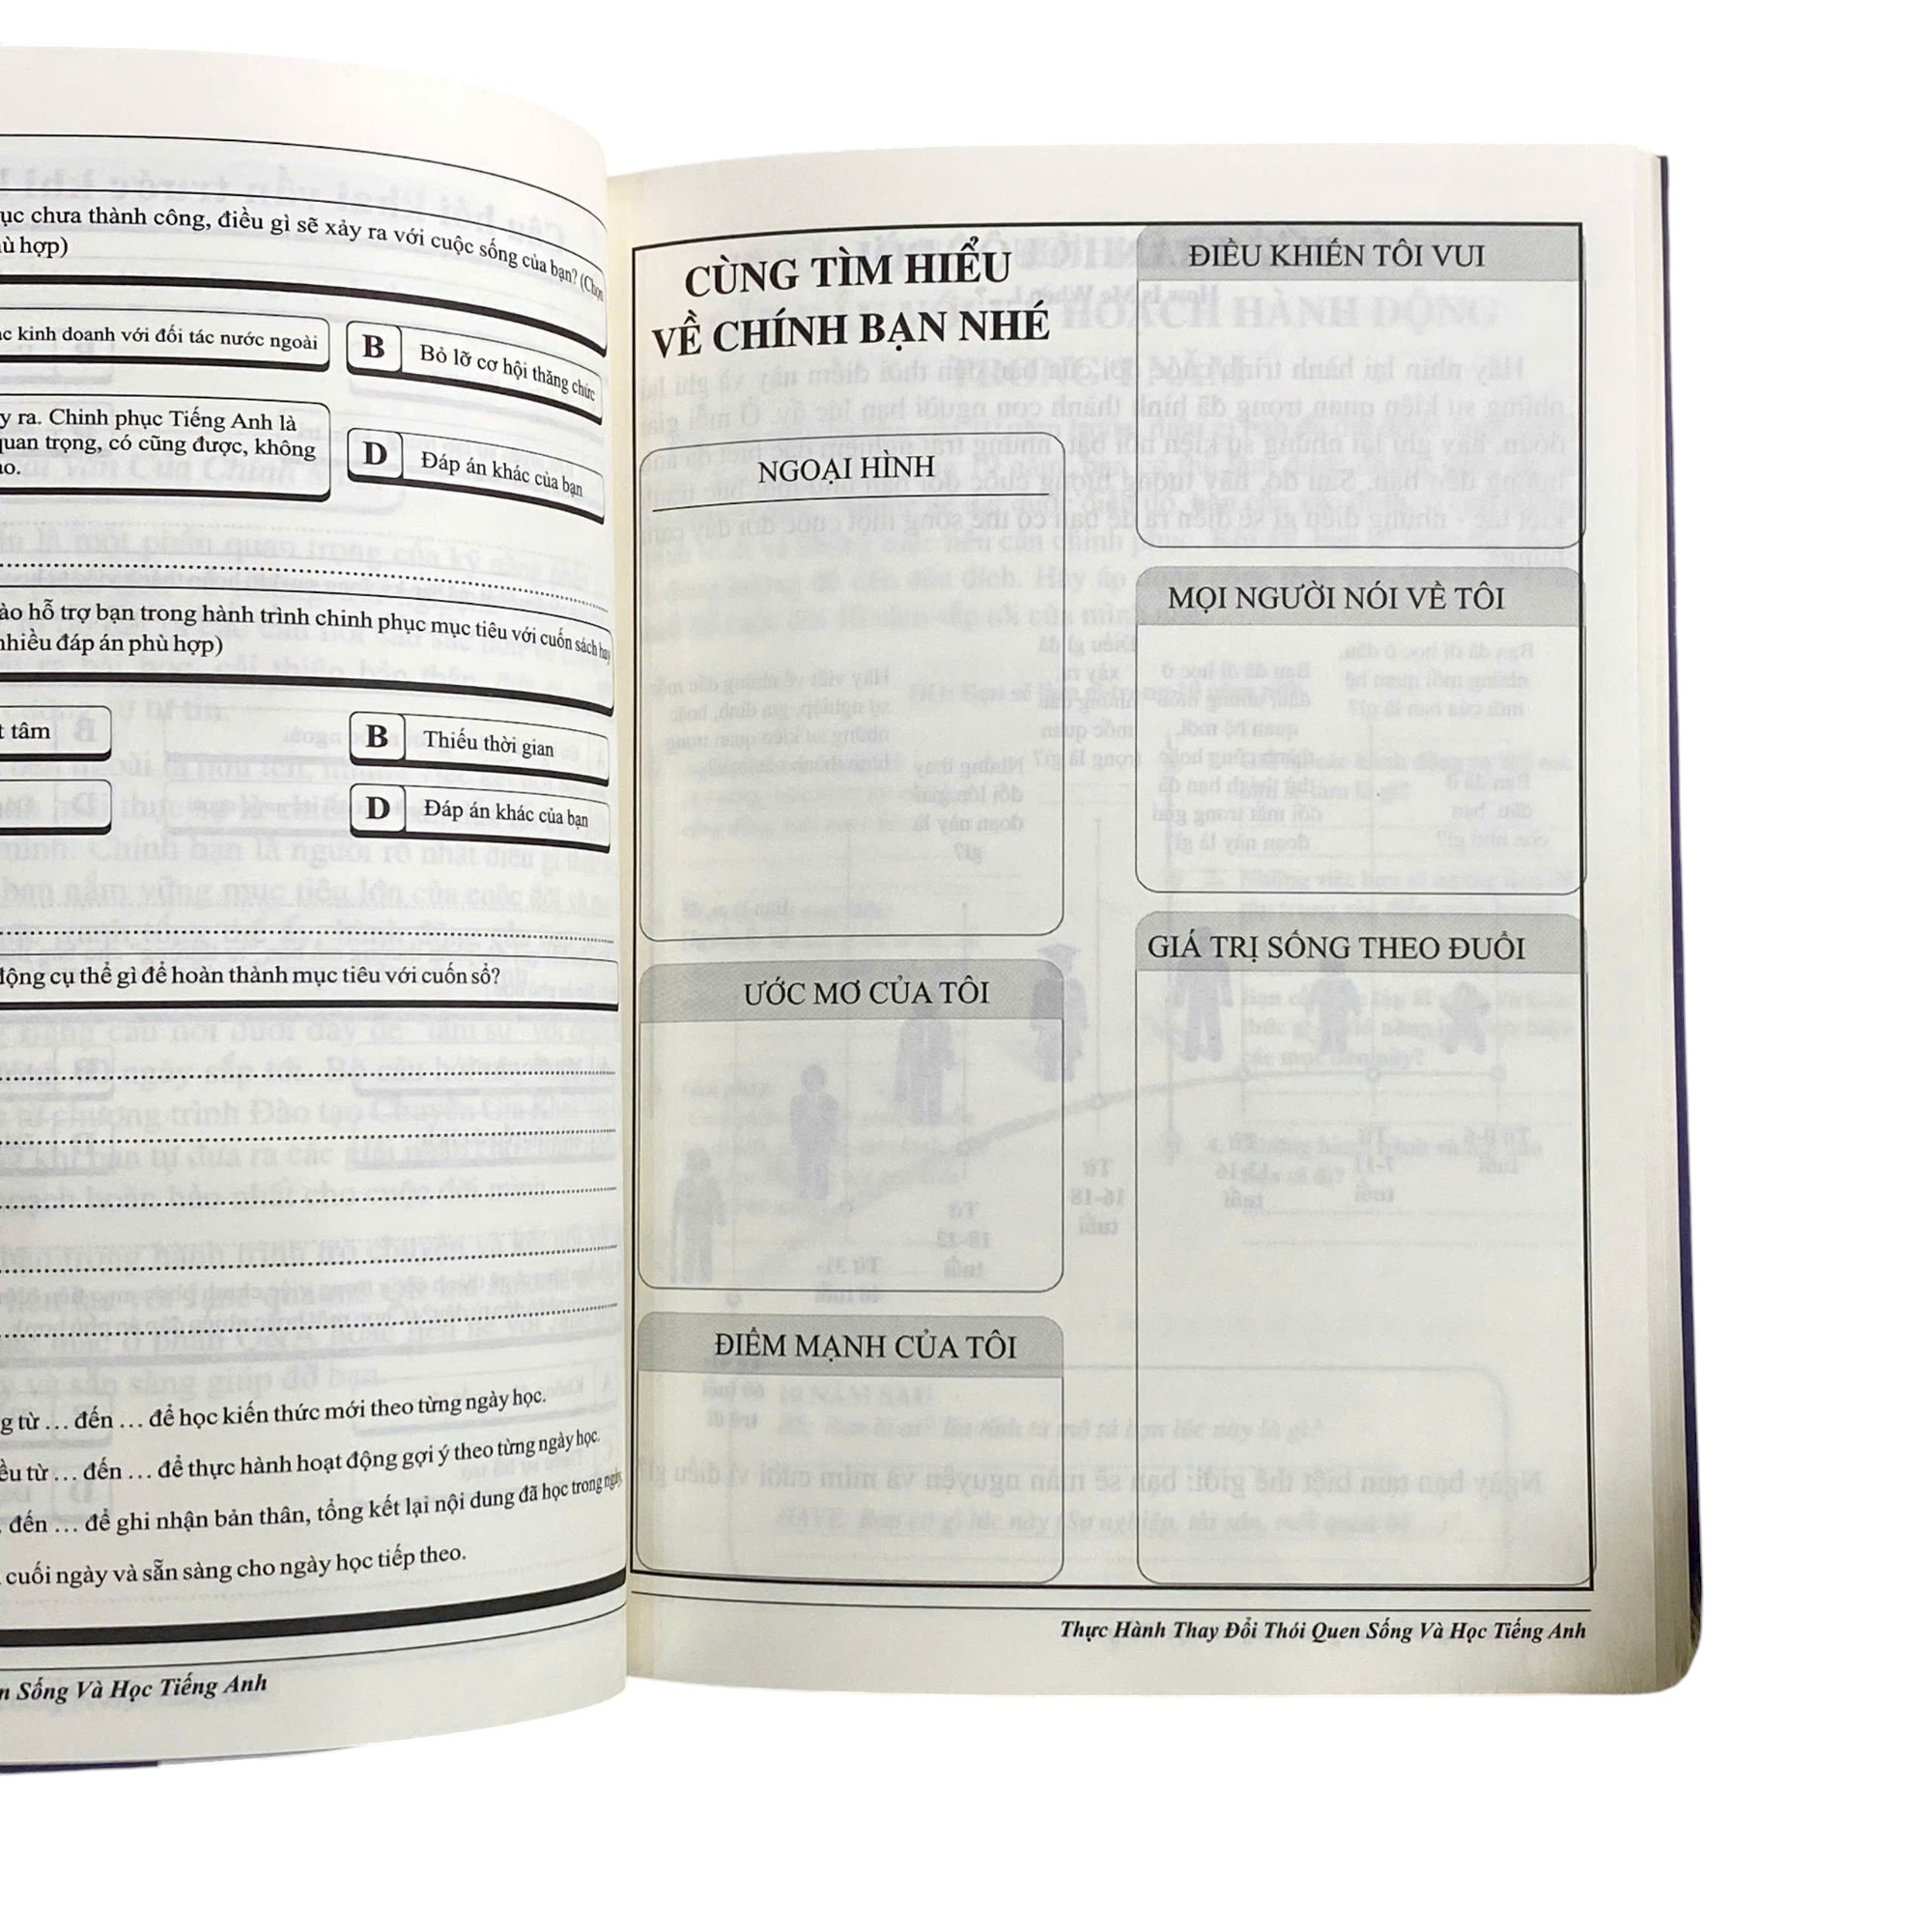 ục chưa thành công, điều gì sẽ xảy ra với cuộc sống của bạn? (Chọn
ù hợp)
c kinh doanh với đối tác nước ngoài
B Bỏ lỡ cơ hội thăng chức
y ra. Chinh phục Tiếng Anh là
quan trọng, có cũng được, không
o.
D Đáp án khác của bạn
ào hỗ trợ bạn trong hành trình chinh phục mục tiêu với cuốn sách hay
nhiều đáp án phù hợp)
t tâm
B Thiếu thời gian
D Đáp án khác của bạn
động cụ thể gì để hoàn thành mục tiêu với cuốn sổ?
g từ … đến … để học kiến thức mới theo từng ngày học.
ều từ … đến … để thực hành hoạt động gợi ý theo từng ngày học.
đến … để ghi nhận bản thân, tổng kết lại nội dung đã học trong ngày,
cuối ngày và sẵn sàng cho ngày học tiếp theo.
n Sống Và Học Tiếng Anh
CÙNG TÌM HIỂU
VỀ CHÍNH BẠN NHÉ
NGOẠI HÌNH
ƯỚC MƠ CỦA TÔI
ĐIỂM MẠNH CỦA TÔI
ĐIỀU KHIẾN TÔI VUI
MỌI NGƯỜI NÓI VỀ TÔI
GIÁ TRỊ SỐNG THEO ĐUỔI
Thực Hành Thay Đổi Thói Quen Sống Và Học Tiếng Anh